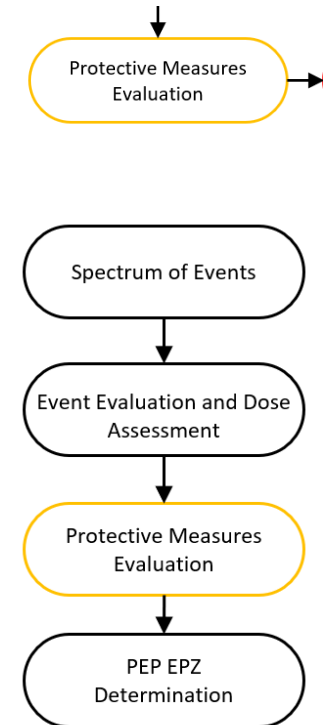 Protective Measures
Evaluation
Spectrum of Events
Event Evaluation and Dose
Assessment
Protective Measures
Evaluation
PEP EPZ
Determination